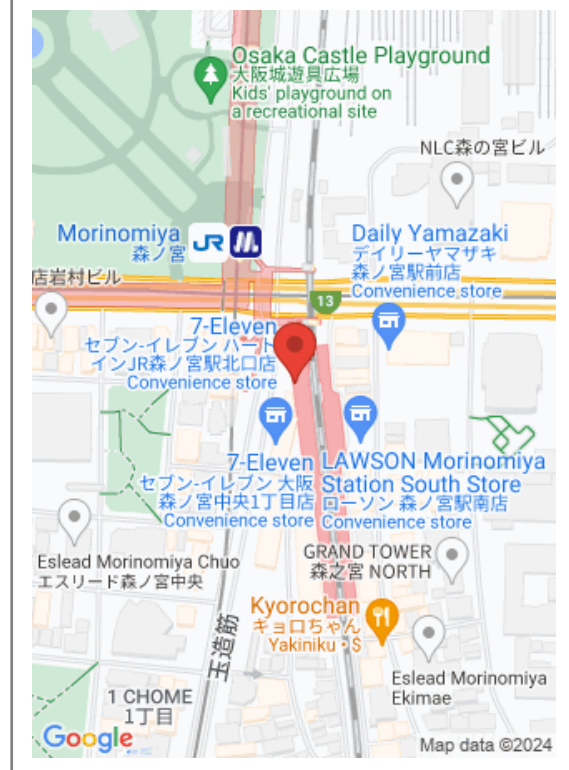 Osaka Castle Playground
大阪城遊具広場
Kids' playground on
a recreational site
NLC森の宮ビル
Morinomiya
森ノ宮
JR
Daily Yamazaki
デイリーヤマザキ
森ノ宮駅前店
Convenience store
店岩村ビル
13
7-Eleven
セブン-イレブン ハート
インJR森ノ宮駅北口店
Convenience store
7-Eleven
セブン-イレブン 大阪
森ノ宮中央1丁目店
Convenience store
LAWSON Morinomiya
Station South Store
ローソン 森ノ宮駅南店
Convenience store
Eslead Morinomiya Chuo
エスリード森ノ宮中央
GRAND TOWER
森之宮 NORTH
Kyorochan
キョロちゃん
Yakiniku・$
玉造筋
Eslead Morinomiya
Ekimae
1 CHOME
1丁目
Google
Map data ©2024